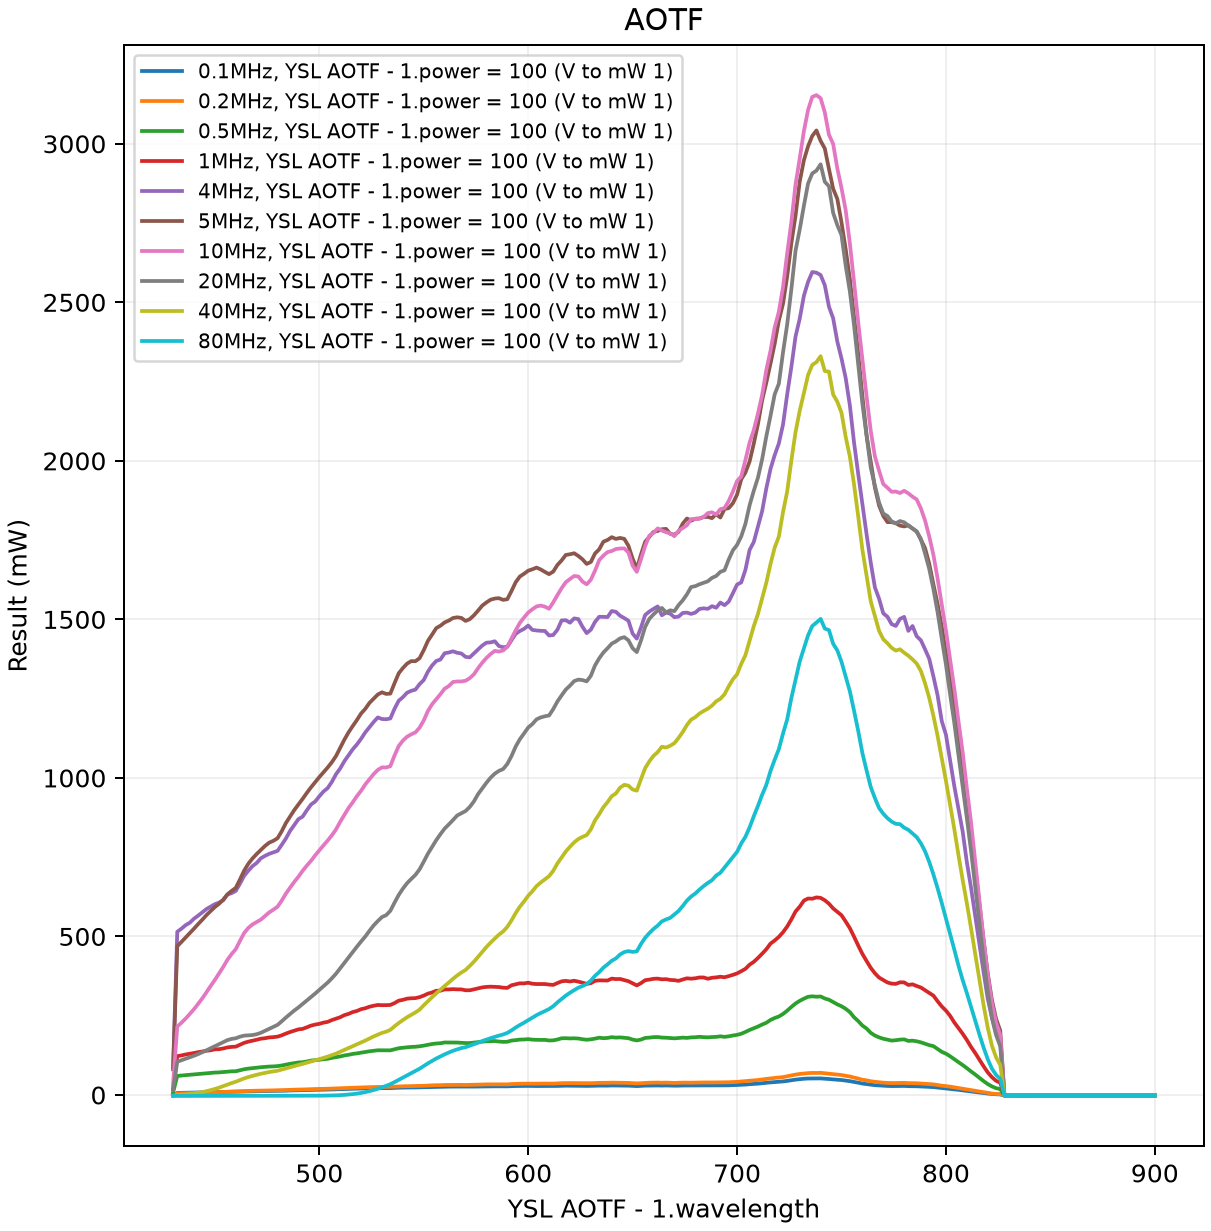 AOTF
0.1MHz, YSL AOTF - 1.power = 100 (V to mW 1)
0.2MHz, YSL AOTF - 1.power = 100 (V to mW 1)
0.5MHz, YSL AOTF - 1.power = 100 (V to mW 1)
1MHz, YSL AOTF - 1.power = 100 (V to mW 1)
4MHz, YSL AOTF - 1.power = 100 (V to mW 1)
5MHz, YSL AOTF - 1.power = 100 (V to mW 1)
10MHz, YSL AOTF - 1.power = 100 (V to mW 1)
20MHz, YSL AOTF - 1.power = 100 (V to mW 1)
40MHz, YSL AOTF - 1.power = 100 (V to mW 1)
80MHz, YSL AOTF - 1.power = 100 (V to mW 1)
3000
2500
2000
1500
1000
500
0
Result (mW)
500 600 700 800 900
YSL AOTF - 1.wavelength